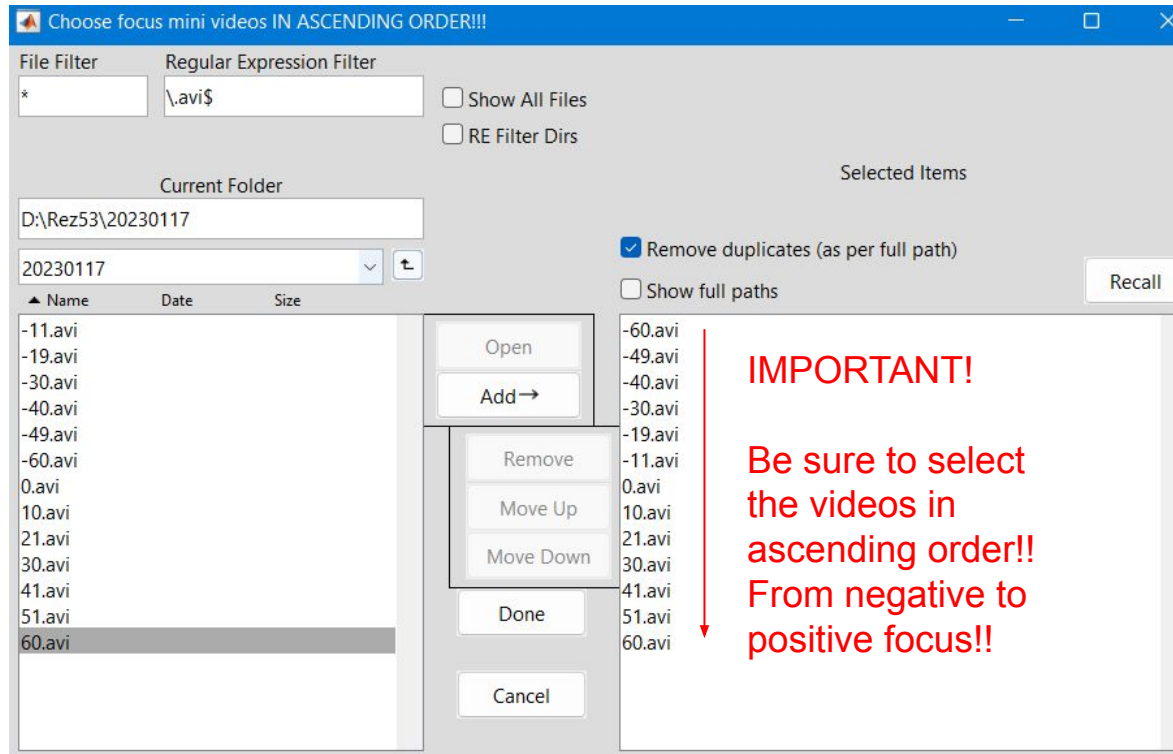 Choose focus mini videos IN ASCENDING ORDER!!!
File Filter Regular Expression Filter
* \.avi$
Show All Files
RE Filter Dirs
Selected Items
Current Folder
D:\Rez53\20230117
Remove duplicates (as per full path)
20230117
Show full paths
Recall
Name Date Size
-11.avi
-19.avi
-30.avi
-40.avi
-49.avi
-60.avi
0.avi
10.avi
21.avi
30.avi
41.avi
51.avi
60.avi
Open
Add→
Remove
Move Up
Move Down
Done
Cancel
-60.avi
-49.avi
-40.avi
-30.avi
-19.avi
-11.avi
0.avi
10.avi
21.avi
30.avi
41.avi
51.avi
60.avi
IMPORTANT!
Be sure to select
the videos in
ascending order!!
From negative to
positive focus!!